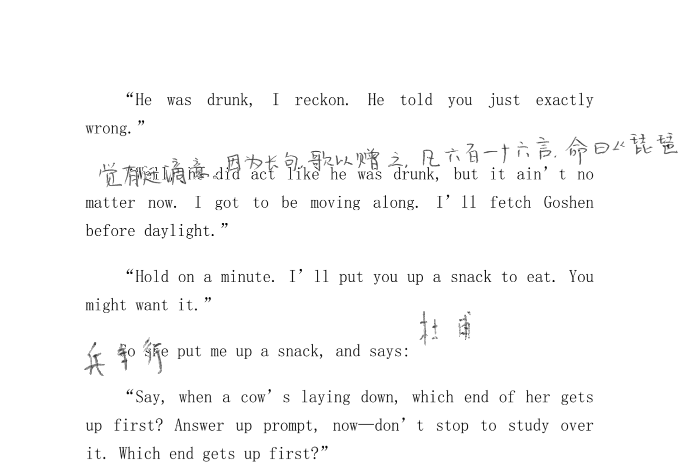 “He was drunk, I reckon. He told you just exactly
wrong.”
觉有迁谪意。因为长句,歌以赠之,凡六百一十六言,命曰《琵琶
“Well, he did act like he was drunk, but it ain’t no
matter now. I got to be moving along. I’ll fetch Goshen
before daylight.”
“Hold on a minute. I’ll put you up a snack to eat. You
might want it.”
杜甫
兵车行
So she put me up a snack, and says:
“Say, when a cow’s laying down, which end of her gets
up first? Answer up prompt, now—don’t stop to study over
it. Which end gets up first?”